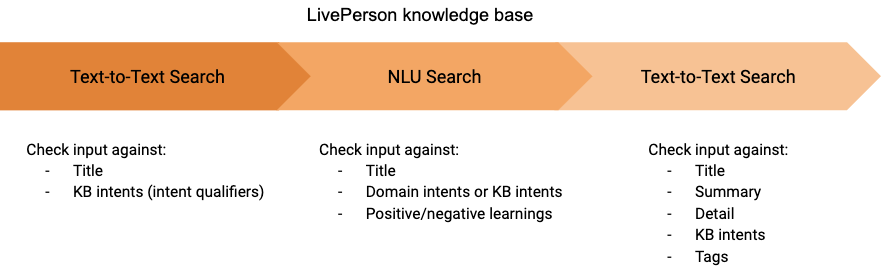 LivePerson knowledge base
Text-to-Text Search
NLU Search
Text-to-Text Search
Check input against:
- Title
- KB intents (intent qualifiers)
Check input against:
- Title
- Domain intents or KB intents
- Positive/negative learnings
Check input against:
- Title
- Summary
- Detail
- KB intents
- Tags